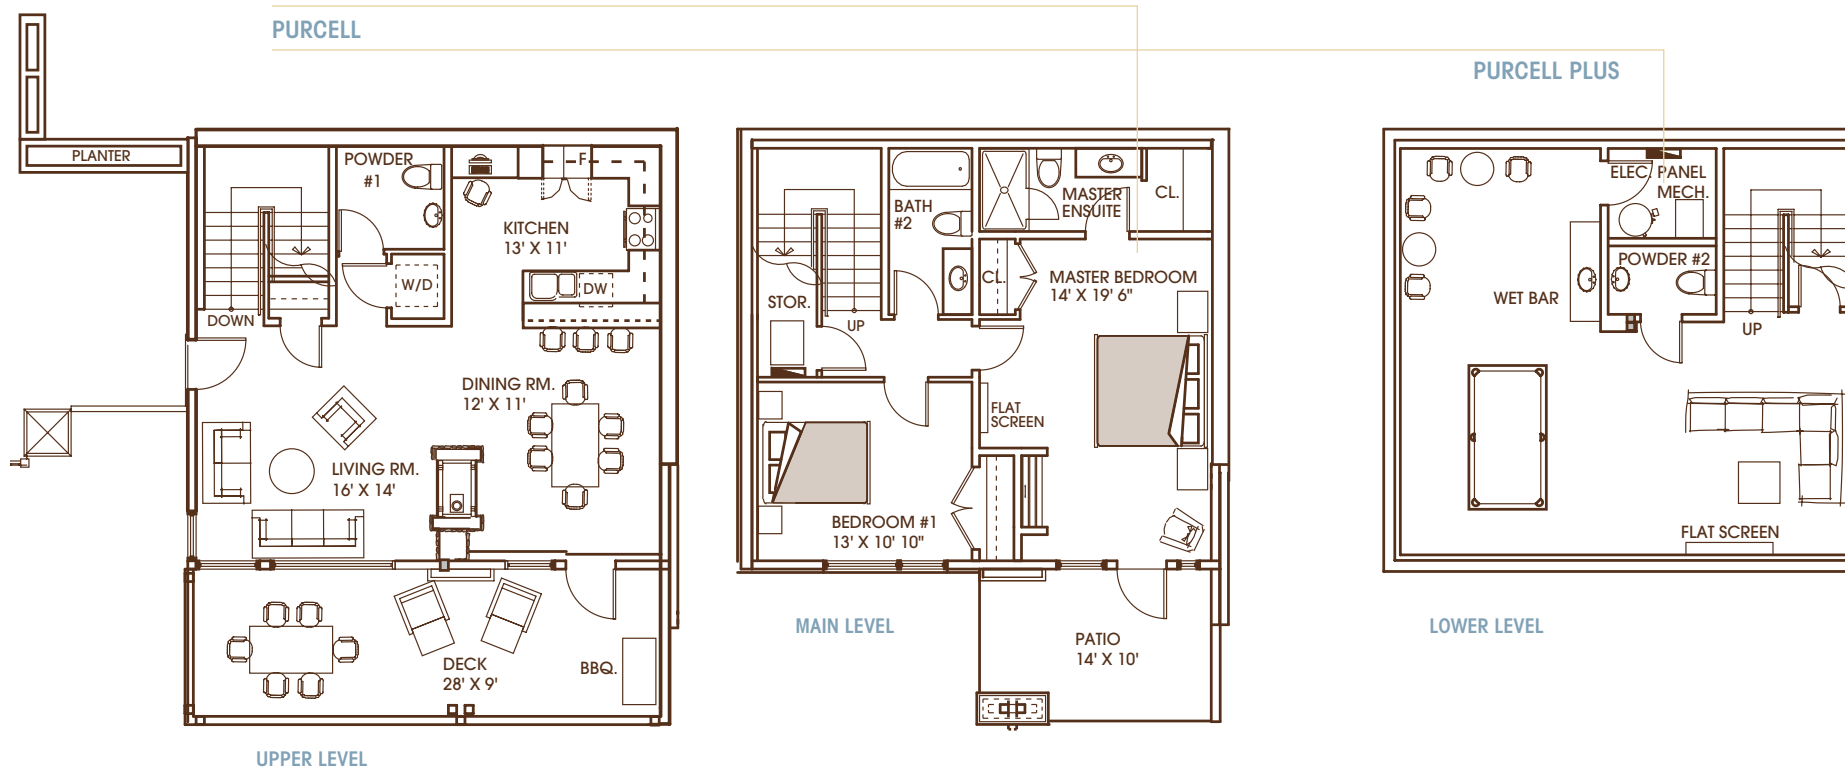 PURCELL
PURCELL PLUS
PLANTER
POWDER
#1
F
KITCHEN
13' X 11'
W/D
DW
DOWN
DINING RM.
12' X 11'
LIVING RM.
16' X 14'
DECK
28' X 9'
BBQ.
UPPER LEVEL
BATH
#2
MASTER
ENSUITE
CL.
CL.
MASTER BEDROOM
14' X 19' 6"
STOR.
UP
FLAT
SCREEN
BEDROOM #1
13' X 10' 10"
PATIO
14' X 10'
MAIN LEVEL
ELEC. PANEL
MECH.
POWDER #2
WET BAR
UP
FLAT SCREEN
LOWER LEVEL